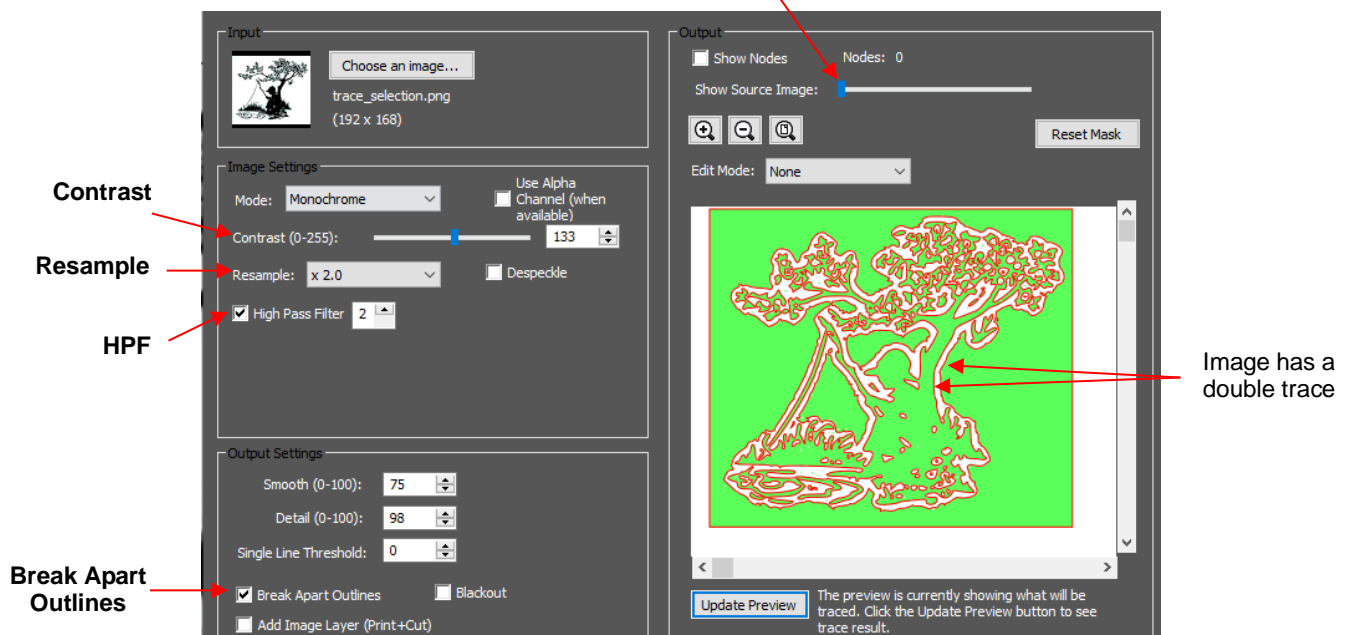 Input
Choose an image...
trace_selection.png
(192 x 168)
Image Settings
Mode: Monochrome
Use Alpha
Channel (when
available)
Contrast (0-255): 133
Resample: x 2.0
Despeckle
High Pass Filter 2
Output Settings
Smooth (0-100): 75
Detail (0-100): 98
Single Line Threshold: 0
Break Apart Outlines
Blackout
Add Image Layer (Print+Cut)
Contrast
Resample
HPF
Break Apart
Outlines
Output
Show Nodes
Nodes: 0
Show Source Image:
Reset Mask
Edit Mode: None
Update Preview
The preview is currently showing what will be
traced. Click the Update Preview button to see
trace result.
Image has a
double trace